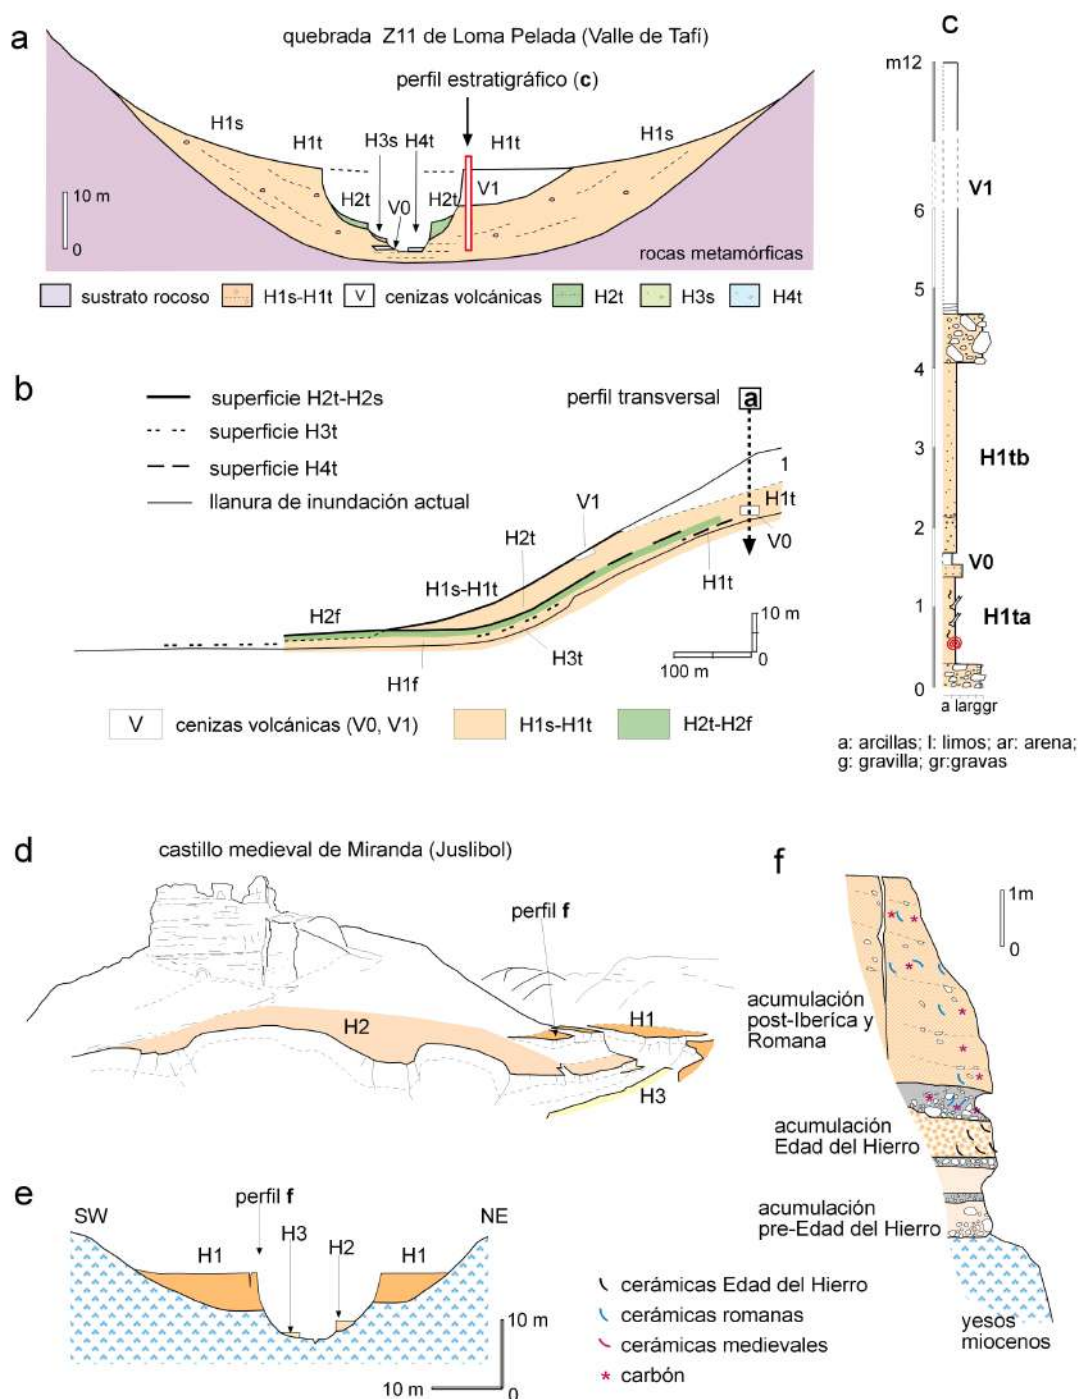 a
quebrada Z11 de Loma Pelada (Valle de Tafí)
perfil estratigráfico (c)
H1s
H1t
H3s
H4t
H1t
H1s
10 m
0
H2t
V0
H2t
V1
rocas metamórficas
sustrato rocoso
H1s-H1t
V
cenizas volcánicas
H2t
H3s
H4t
b
superficie H2t-H2s
superficie H3t
superficie H4t
llanura de inundación actual
perfil transversal
a
1
H1t
V1
V0
H2t
H1s-H1t
H1t
H2f
H3t
H1f
10 m
0
100 m
V
cenizas volcánicas (V0, V1)
H1s-H1t
H2t-H2f
c
m12
V1
6
5
4
3
H1tb
2
V0
1
H1ta
0
a larggr
a: arcillas; l: limos; ar: arena;
g: gravilla; gr:gravas
d
castillo medieval de Miranda (Juslibol)
perfil f
H2
H1
H3
e
SW
perfil f
NE
H1
H3
H2
H1
10 m
10 m
0
f
1m
0
acumulación
post-Iberíca y
Romana
acumulación
Edad del Hierro
acumulación
pre-Edad del Hierro
cerámicas Edad del Hierro
cerámicas romanas
cerámicas medievales
carbón
yesos
miocenos